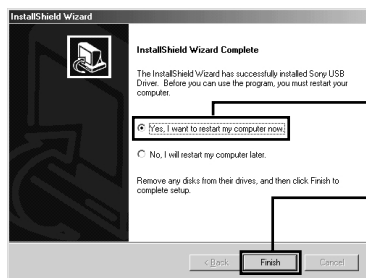 InstallShield Wizard
InstallShield Wizard Complete
The InstallShield Wizard has successfully installed Sony USB
Driver. Before you can use the program, you must restart your
computer.
Yes, I want to restart my computer now.
No, I will restart my computer later.
Remove any disks from their drives, and then click Finish to
complete setup.
< Back Finish Cancel